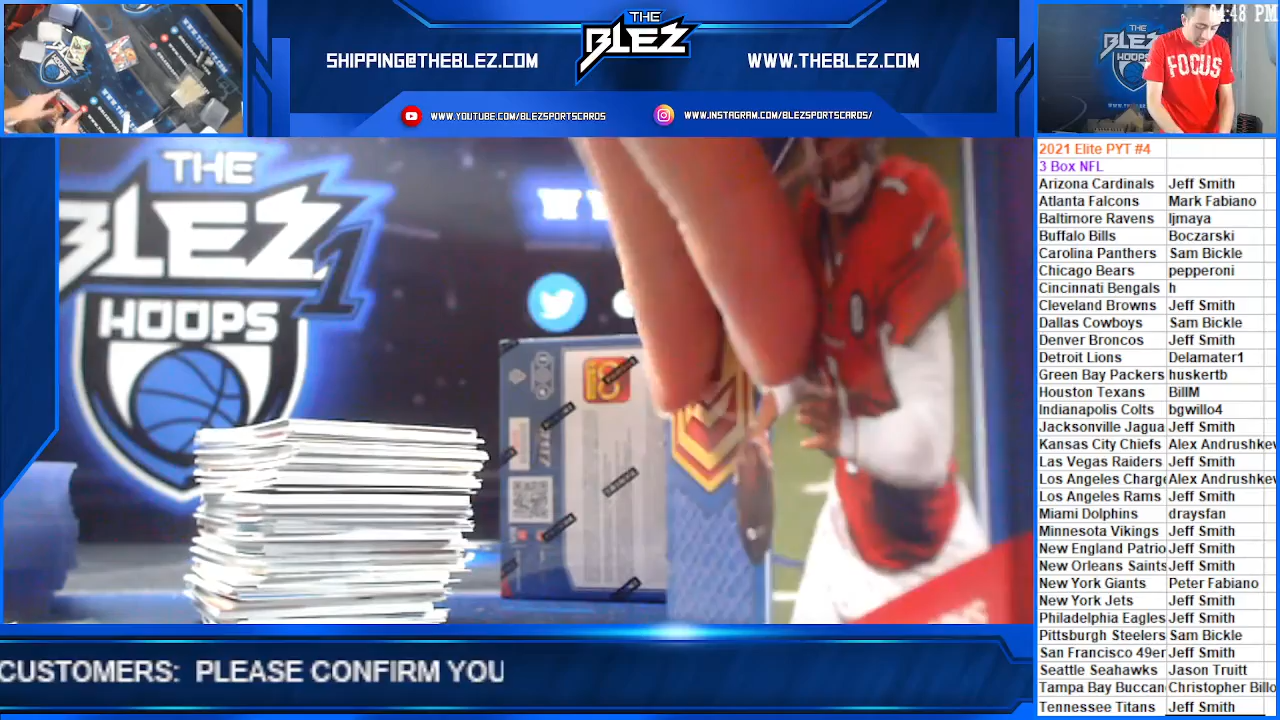 SHIPPING@THEBLEZ.COM
THE
BLEZ
WWW.THEBLEZ.COM
WWW.YOUTUBE.COM/BLEZSPORTSCARDS
WWW.INSTAGRAM.COM/BLEZSPORTSCARDS/
:48 PM
THE
BLEZ
HOOPS
FOCUS
THE
BLEZ 1
HOOPS
2021 Elite PYT #4
3 Box NFL
Arizona Cardinals Jeff Smith
Atlanta Falcons Mark Fabiano
Baltimore Ravens ljmaya
Buffalo Bills Boczarski
Carolina Panthers Sam Bickle
Chicago Bears pepperoni
Cincinnati Bengals h
Cleveland Browns Jeff Smith
Dallas Cowboys Sam Bickle
Denver Broncos Jeff Smith
Detroit Lions Delamater1
Green Bay Packers huskertb
Houston Texans BillM
Indianapolis Colts bgwillo4
Jacksonville Jagua Jeff Smith
Kansas City Chiefs Alex Andrushkev
Las Vegas Raiders Jeff Smith
Los Angeles Charge Alex Andrushkev
Los Angeles Rams Jeff Smith
Miami Dolphins draysfan
Minnesota Vikings Jeff Smith
New England Patrio Jeff Smith
New Orleans Saints Jeff Smith
New York Giants Peter Fabiano
New York Jets Jeff Smith
Philadelphia Eagles Jeff Smith
Pittsburgh Steelers Sam Bickle
San Francisco 49er Jeff Smith
Seattle Seahawks Jason Truitt
Tampa Bay Buccan Christopher Billo
Tennessee Titans Jeff Smith
CUSTOMERS: PLEASE CONFIRM YOU